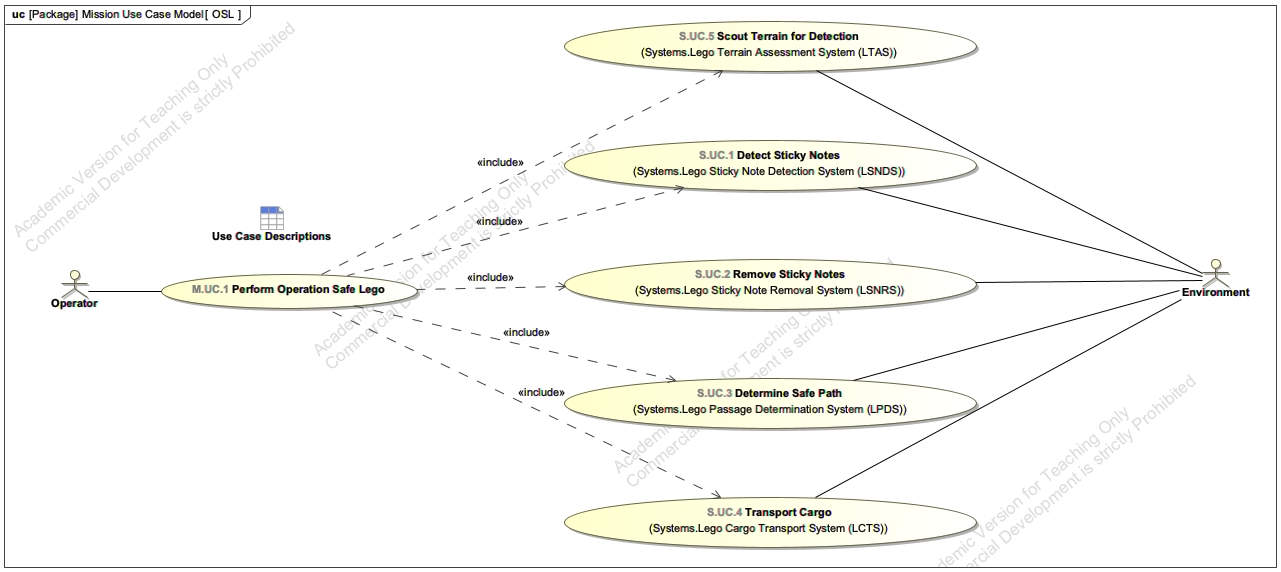 uc [Package] Mission Use Case Model[ OSL ]
Academic Version for Teaching Only
Commercial Development is strictly Prohibited
S.UC.5 Scout Terrain for Detection
(Systems.Lego Terrain Assessment System (LTAS))
«include»
S.UC.1 Detect Sticky Notes
(Systems.Lego Sticky Note Detection System (LSNDS))
«include»
Use Case Descriptions
Operator
M.UC.1 Perform Operation Safe Lego
«include»
S.UC.2 Remove Sticky Notes
(Systems.Lego Sticky Note Removal System (LSNRS))
Environment
«include»
Academic Version for Teaching Only
Commercial Development is strictly Prohibited
S.UC.3 Determine Safe Path
(Systems.Lego Passage Determination System (LPDS))
«include»
Academic for Teaching Only
Commercial is strictly Prohibited
S.UC.4 Transport Cargo
(Systems.Lego Cargo Transport System (LCTS))
Academic Version for Teaching Only
Development is strictly Prohibited